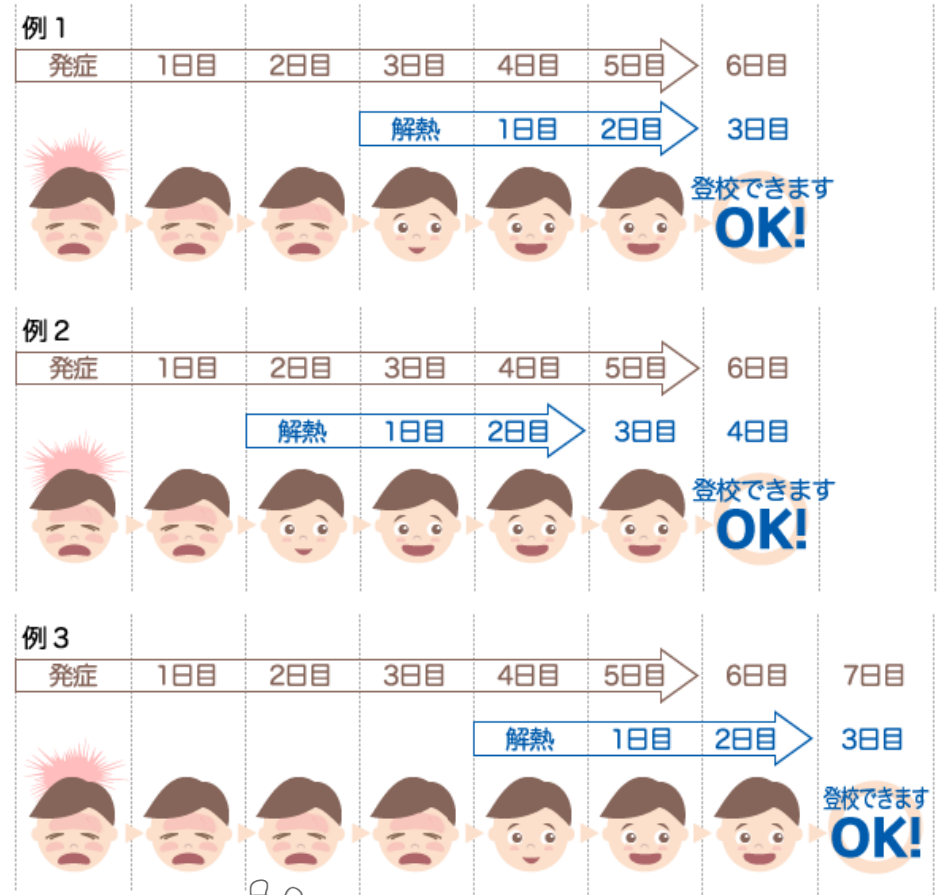 例1
発症 1日目 2日目 3日目 4日目 5日目 6日目
解熱 1日目 2日目 3日目
登校できます
OK!
例2
発症 1日目 2日目 3日目 4日目 5日目 6日目
解熱 1日目 2日目 3日目 4日目
登校できます
OK!
例3
発症 1日目 2日目 3日目 4日目 5日目 6日目 7日目
解熱 1日目 2日目 3日目
登校できます
OK!